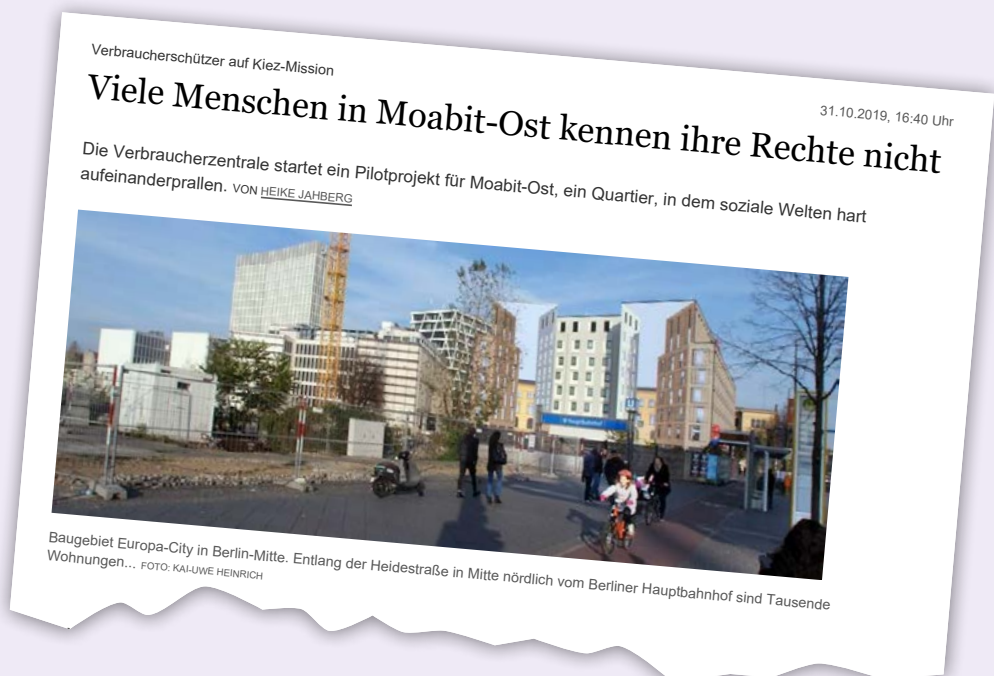 Verbraucherschützer auf Kiez-Mission
31.10.2019, 16:40 Uhr
Viele Menschen in Moabit-Ost kennen ihre Rechte nicht
Die Verbraucherzentrale startet ein Pilotprojekt für Moabit-Ost, ein Quartier, in dem soziale Welten hart
aufeinanderprallen. VON HEIKE JAHBERG
Hauptbahnhof
Baugebiet Europa-City in Berlin-Mitte. Entlang der Heidestraße in Mitte nördlich vom Berliner Hauptbahnhof sind Tausende
Wohnungen... FOTO: KAI-UWE HEINRICH